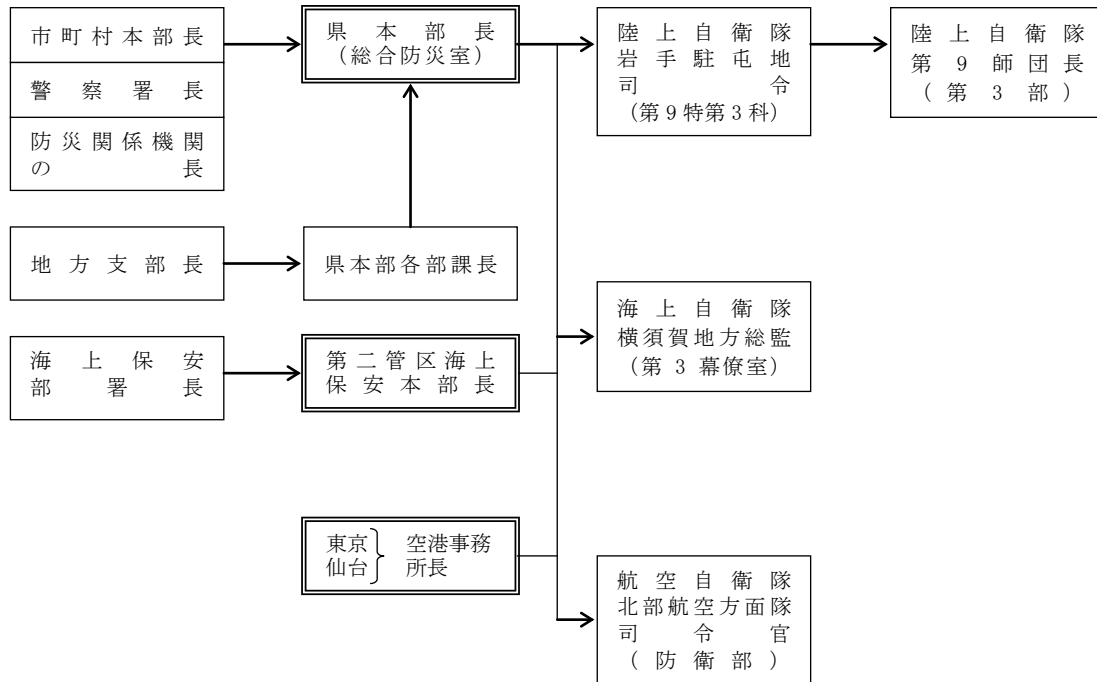 市町村本部長
警察署長
防災関係機関
の長
県本部長
(総合防災室)
陸上自衛隊
岩手駐屯地
司令
(第9特第3科)
陸上自衛隊
第9師団長
(第3部)
地方支部長
県本部各部課長
海上保安
部署長
第二管区海上
保安本部長
海上自衛隊
横須賀地方総監
(第3幕僚室)
東京 空港事務
仙台 所長
航空自衛隊
北部航空方面隊
司令官
(防衛部)